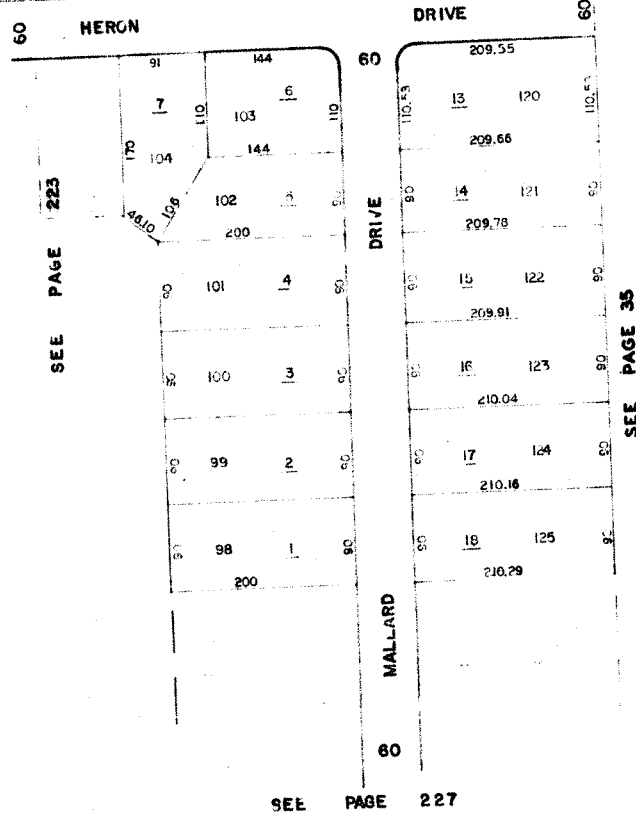 60 HERON DRIVE 60
91 144 60 209.55
7 110 103 6 110 110.53 13 120 110.53
170 104 144 209.66
SEE PAGE 223
46.10 106 102 5 90 DRIVE 90 14 121 90
200 209.78
90 101 4 90 90 15 122 90
209.91
SEE PAGE 35
90 100 3 90 90 16 123 90
210.04
90 99 2 90 90 17 124 90
210.16
90 98 1 90 90 18 125 90
200 210.29
MALLARD
60
SEE PAGE 227